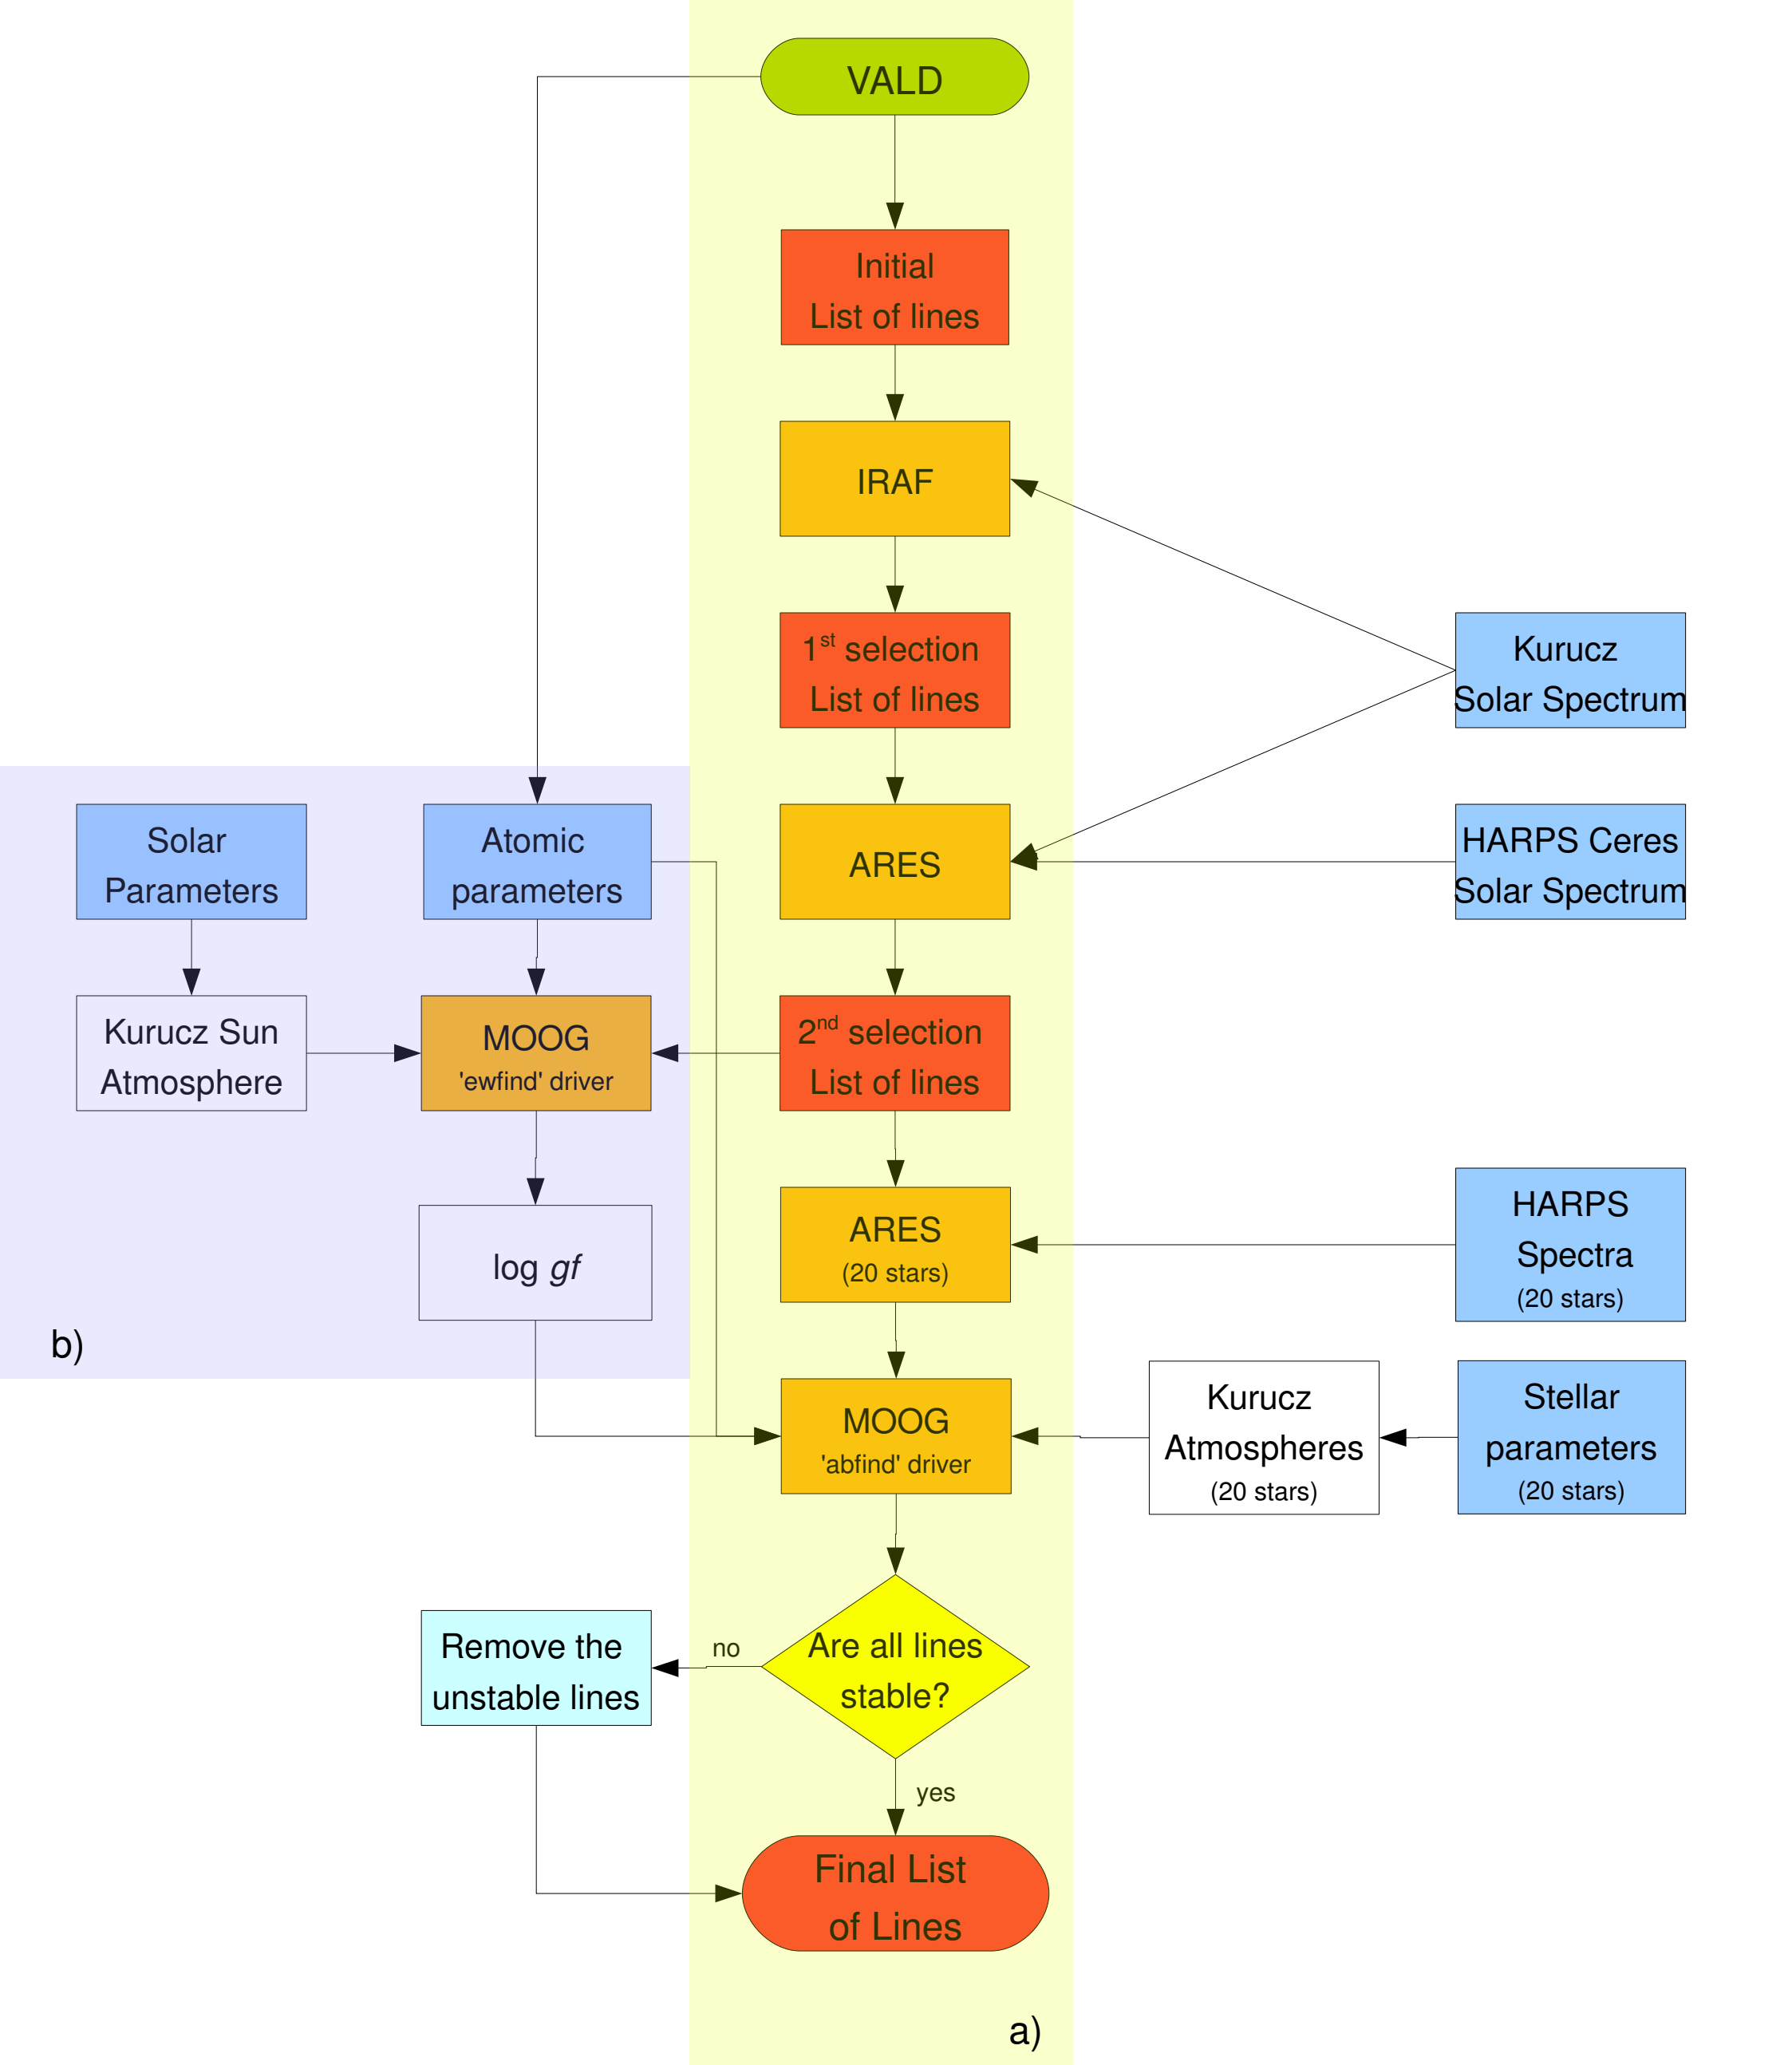 VALD
Initial
List of lines
IRAF
1st selection
List of lines
Kurucz
Solar Spectrum
Solar
Parameters
Atomic
parameters
ARES
HARPS Ceres
Solar Spectrum
Kurucz Sun
Atmosphere
MOOG
'ewfind' driver
2nd selection
List of lines
log gf
ARES
(20 stars)
HARPS
Spectra
(20 stars)
b)
MOOG
'abfind' driver
Kurucz
Atmospheres
(20 stars)
Stellar
parameters
(20 stars)
Remove the
unstable lines
no
Are all lines
stable?
yes
Final List
of Lines
a)